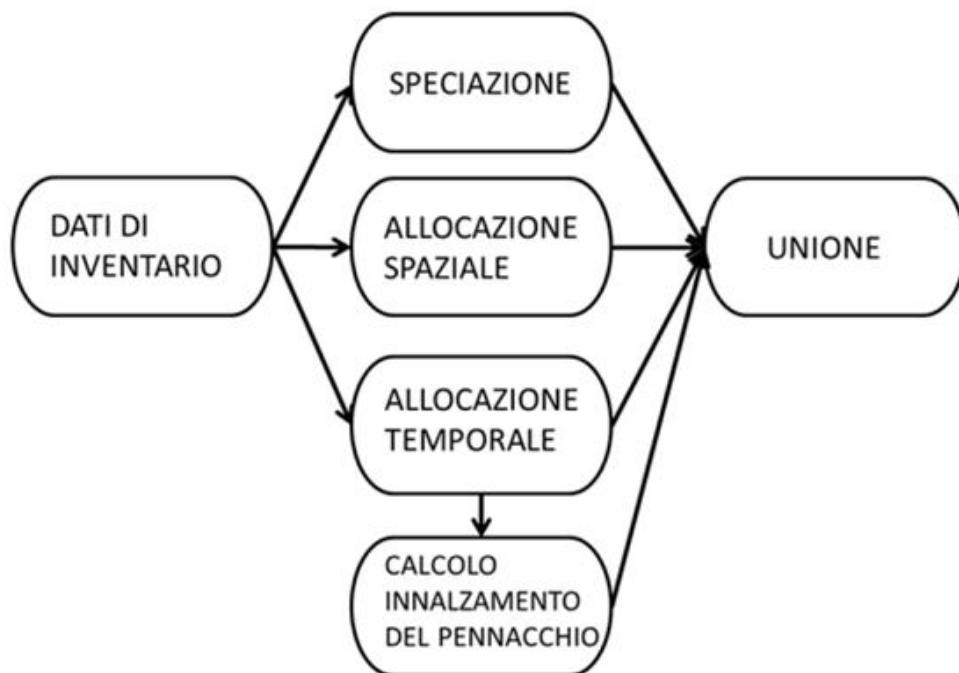 SPECIAZIONE
DATI DI
INVENTARIO
ALLOCAZIONE
SPAZIALE
UNIONE
ALLOCAZIONE
TEMPORALE
CALCOLO
INNALZAMENTO
DEL PENNACCHIO